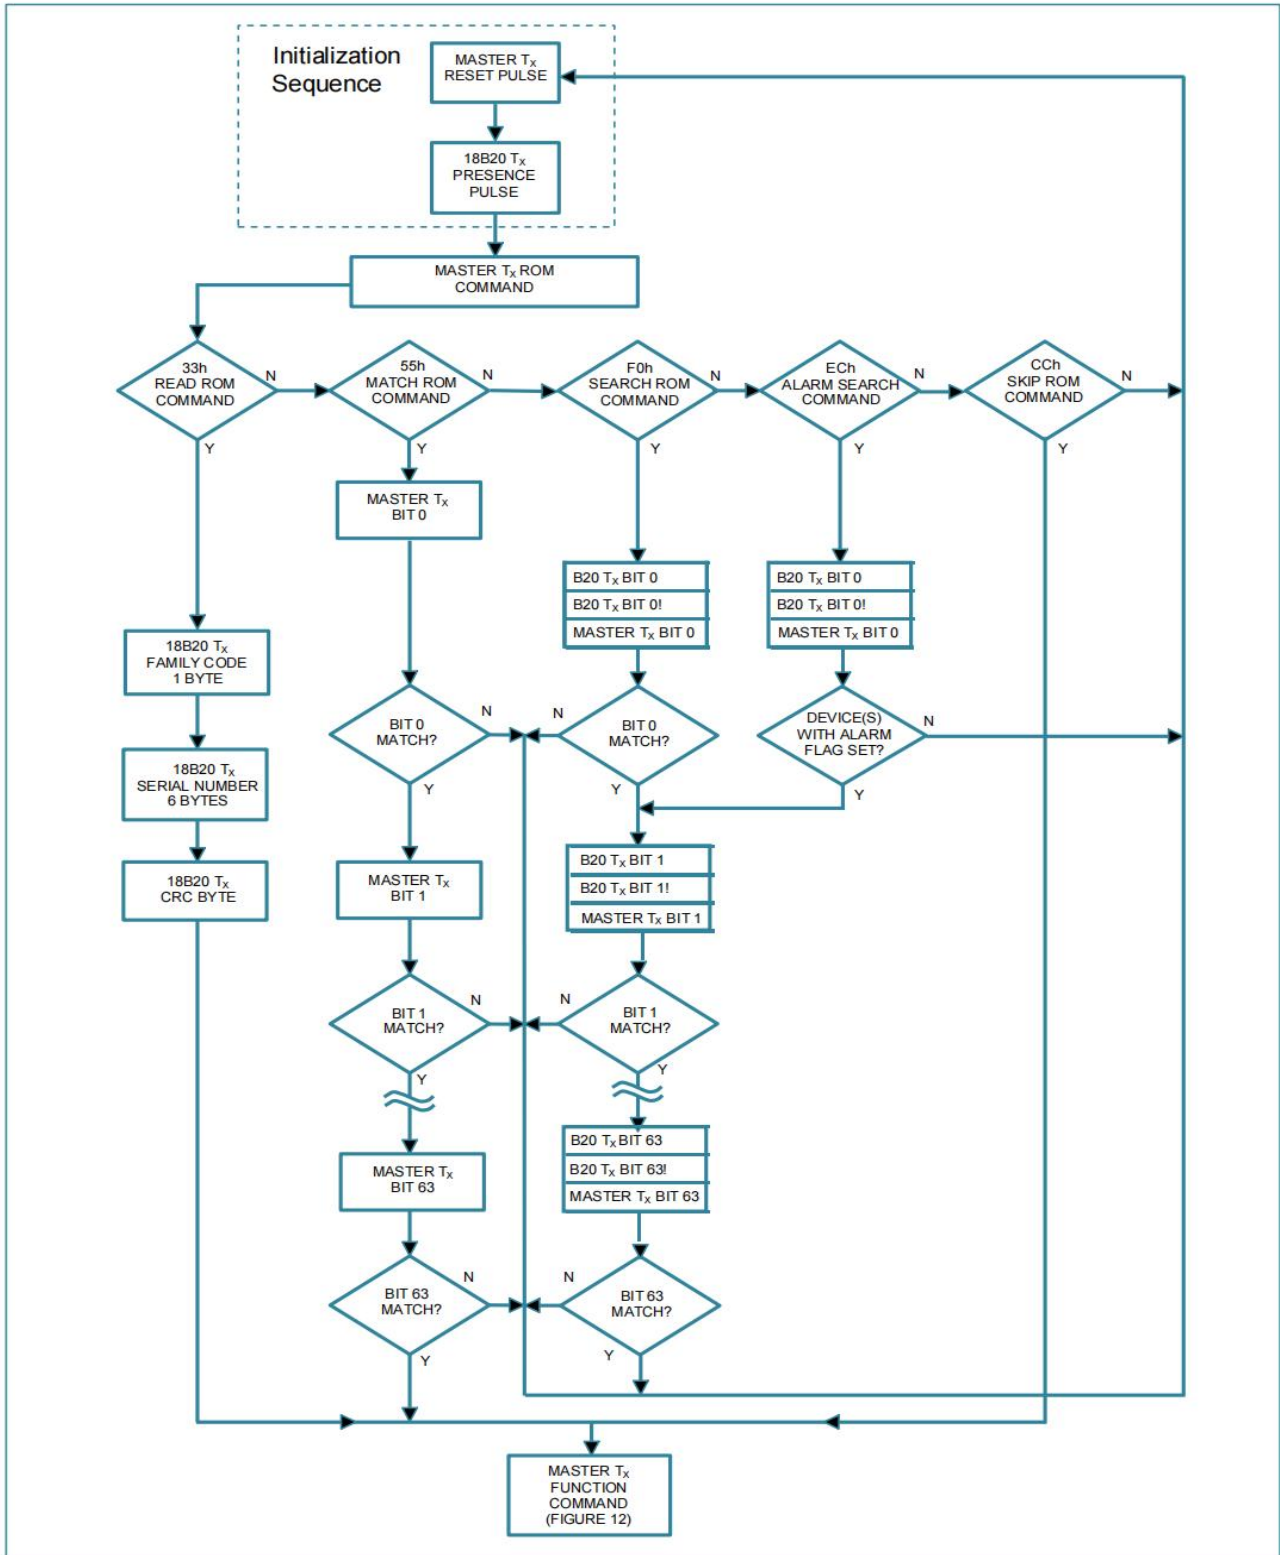 Initialization
Sequence
MASTER Tx
RESET PULSE
18B20 Tx
PRESENCE
PULSE
MASTER Tx ROM
COMMAND
33h
READ ROM
COMMAND
N
Y
55h
MATCH ROM
COMMAND
N
Y
F0h
SEARCH ROM
COMMAND
N
Y
ECh
ALARM SEARCH
COMMAND
N
Y
CCh
SKIP ROM
COMMAND
N
Y
MASTER Tx
BIT 0
B20 Tx BIT 0
B20 Tx BIT 0!
MASTER Tx BIT 0
B20 Tx BIT 0
B20 Tx BIT 0!
MASTER Tx BIT 0
18B20 Tx
FAMILY CODE
1 BYTE
BIT 0
MATCH?
N
Y
N
BIT 0
MATCH?
Y
DEVICE(S)
WITH ALARM
FLAG SET?
N
Y
18B20 Tx
SERIAL NUMBER
6 BYTES
18B20 Tx
CRC BYTE
MASTER Tx
BIT 1
B20 Tx BIT 1
B20 Tx BIT 1!
MASTER Tx BIT 1
BIT 1
MATCH?
N
Y
N
BIT 1
MATCH?
Y
MASTER Tx
BIT 63
B20 Tx BIT 63
B20 Tx BIT 63!
MASTER Tx BIT 63
BIT 63
MATCH?
N
Y
N
BIT 63
MATCH?
Y
MASTER Tx
FUNCTION
COMMAND
(FIGURE 12)